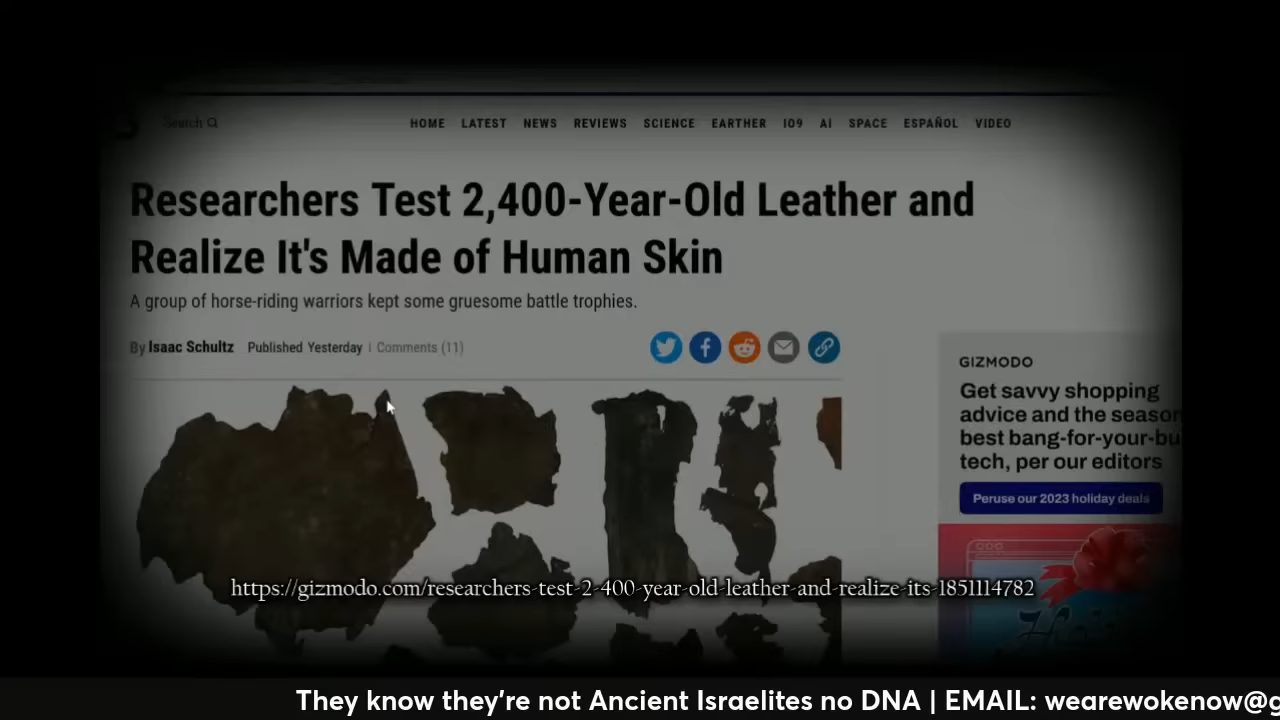 Search
HOME LATEST NEWS REVIEWS SCIENCE EARTHER IO9 AI SPACE ESPAÑOL VIDEO
Researchers Test 2,400-Year-Old Leather and
Realize It's Made of Human Skin
A group of horse-riding warriors kept some gruesome battle trophies.
By Isaac Schultz Published Yesterday | Comments (11)
GIZMODO
Get savvy shopping
advice and the season
best bang-for-your-bu
tech, per our editors
Peruse our 2023 holiday deals
https://gizmodo.com/researchers-test-2-400-year-old-leather-and-realize-its-1851114782
They know they're not Ancient Israelites no DNA | EMAIL: wearewokenow@g